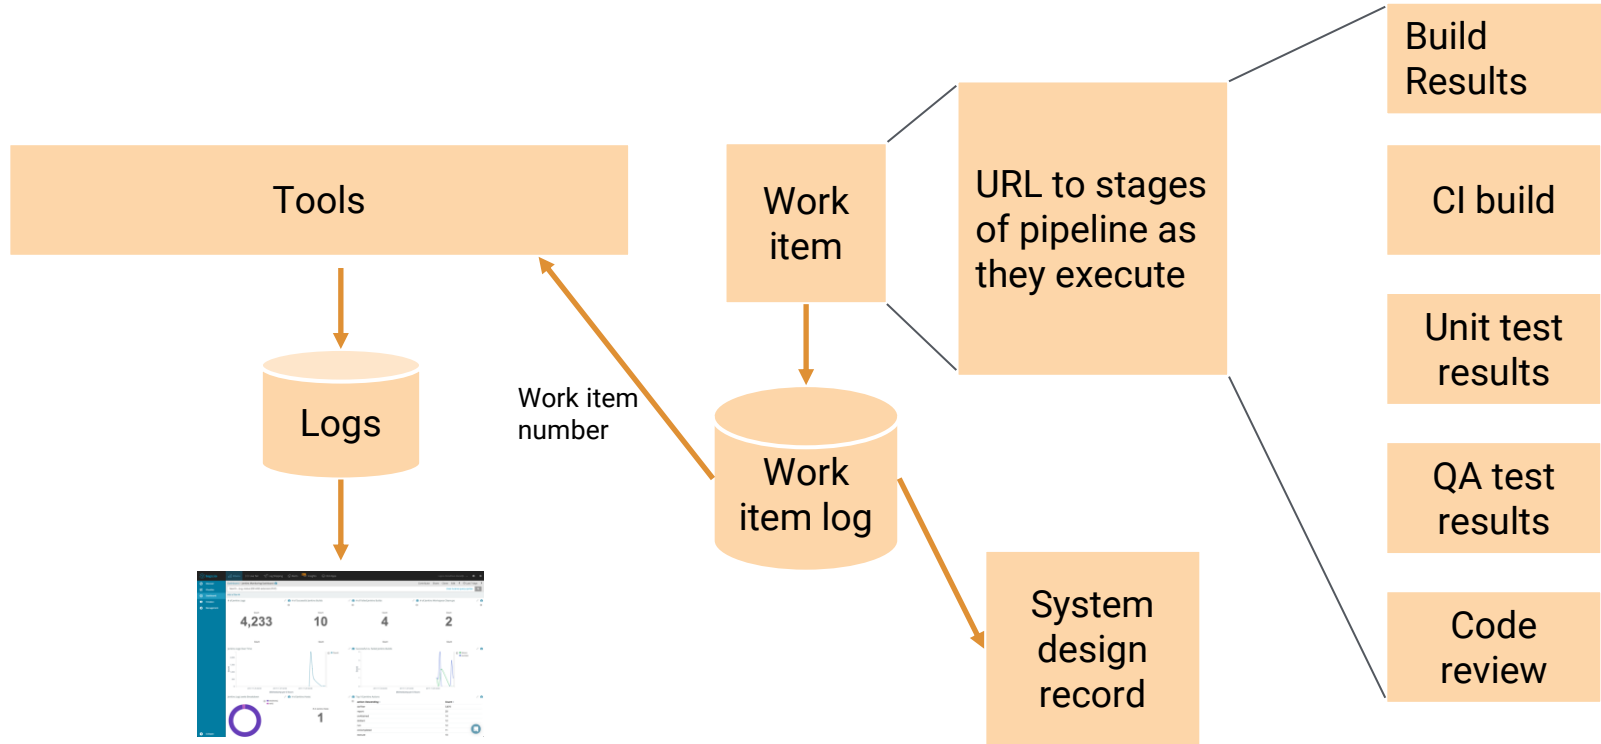 Build
Results
Tools
Work
item
URL to stages
of pipeline as
they execute
CI build
Unit test
results
Logs
Work item
number
Work
item log
QA test
results
System
design
record
Code
review
4,233
10
4
2
1